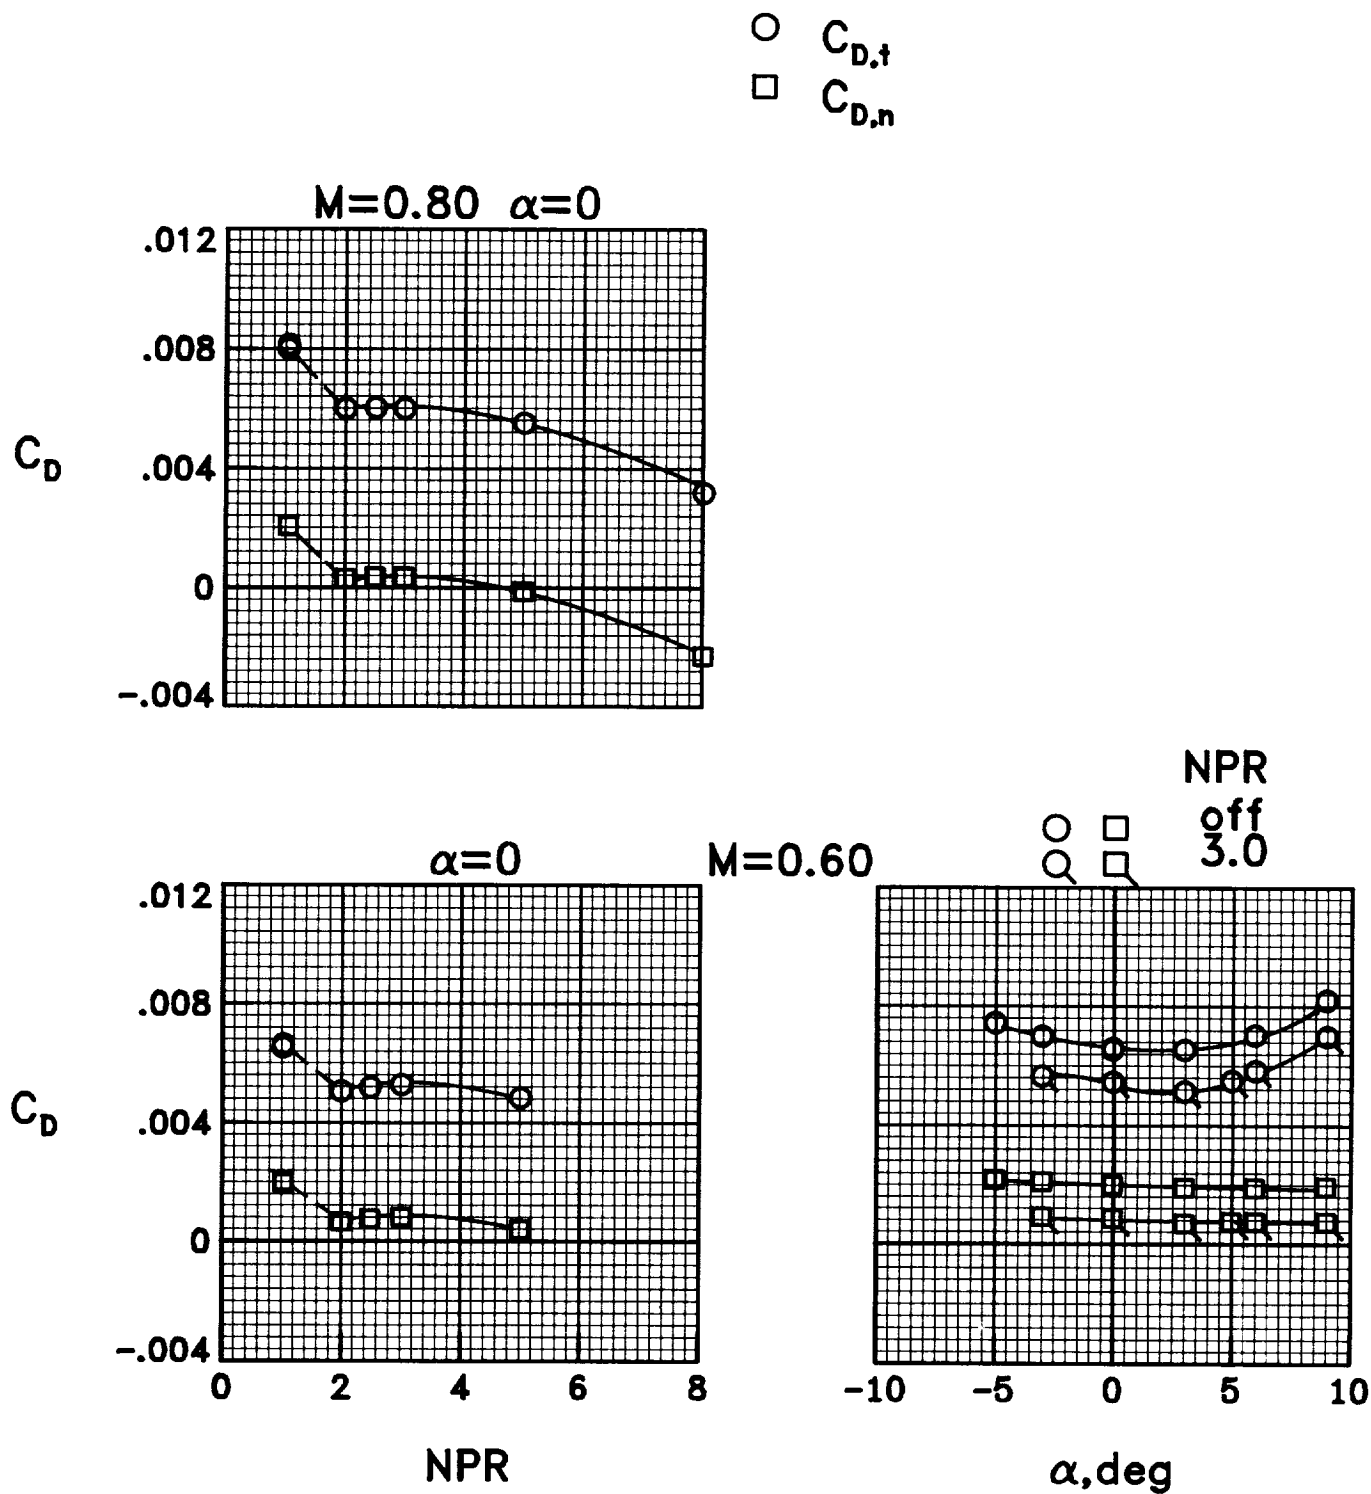 C_D,t
C_D,n
M=0.80 α=0
.012
.008
.004
0
-.004
C_D
NPR
off
3.0
α=0
M=0.60
.012
.008
.004
0
-.004
C_D
0 2 4 6 8
-10 -5 0 5 10
NPR
α,deg